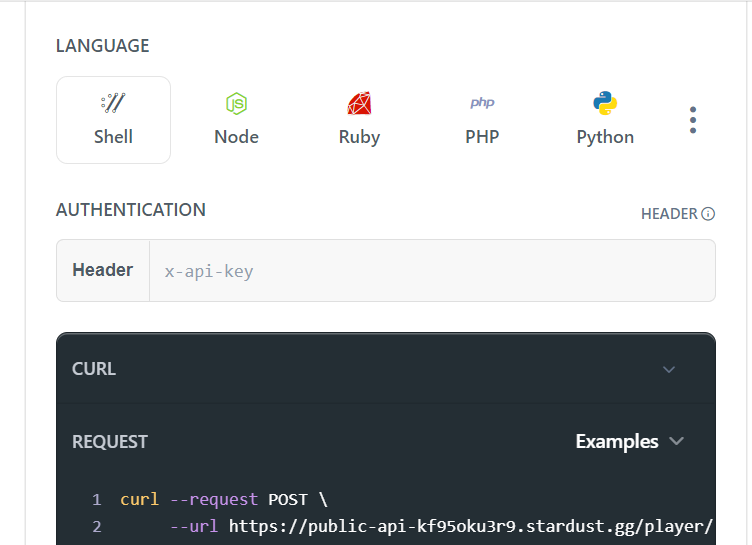 LANGUAGE
JS
php
Shell
Node
Ruby
PHP
Python
AUTHENTICATION
HEADER
Header
x-api-key
CURL
REQUEST
Examples
1 curl --request POST \
2 --url https://public-api-kf95oku3r9.stardust.gg/player/